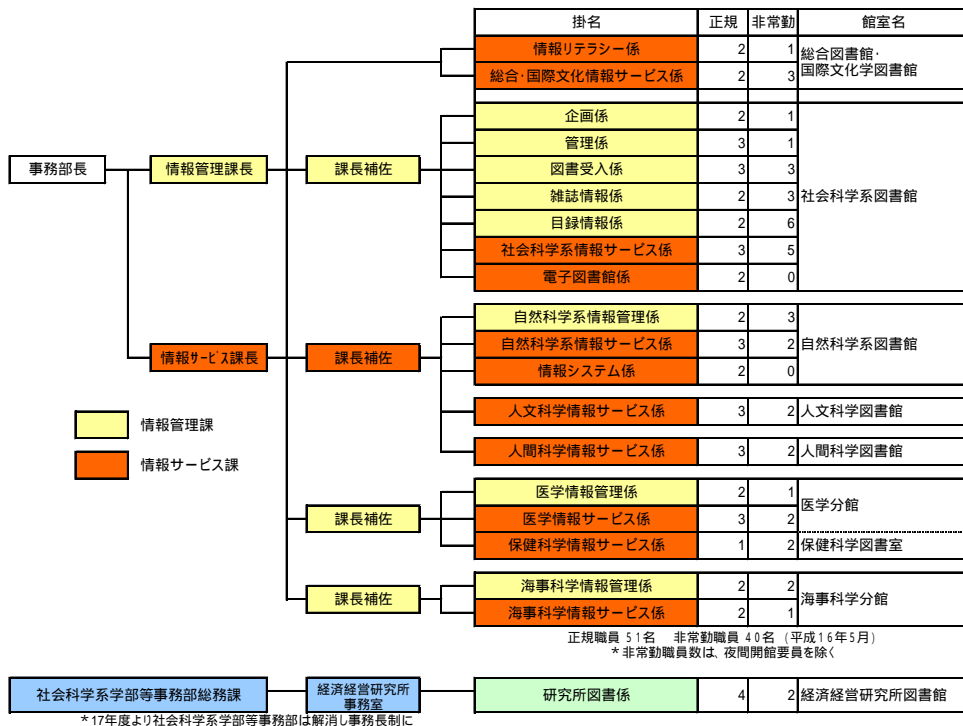 掛名 正規 非常勤 館室名
情報リテラシー係 2 1 総合図書館・
総合・国際文化情報サービス係 2 3 国際文化学図書館
企画係 2 1
管理係 3 1
事務部長 情報管理課長 課長補佐 図書受入係 3 3
雑誌情報係 2 3 社会科学系図書館
目録情報係 2 6
社会科学系情報サービス係 3 5
電子図書館係 2 0
自然科学系情報管理係 2 3
情報サービス課長 課長補佐 自然科学系情報サービス係 3 2 自然科学系図書館
情報システム係 2 0
情報管理課 人文科学情報サービス係 3 2 人文科学図書館
情報サービス課 人間科学情報サービス係 3 2 人間科学図書館
医学情報管理係 2 1 医学分館
課長補佐 医学情報サービス係 3 2
保健科学情報サービス係 1 2 保健科学図書室
課長補佐 海事科学情報管理係 2 2 海事科学分館
海事科学情報サービス係 2 1
正規職員 51名 非常勤職員 40名 (平成16年5月)
*非常勤職員数は、夜間開館要員を除く
社会科学系学部等事務部総務課 経済経営研究所
事務室 研究所図書係 4 2 経済経営研究所図書館
*17年度より社会科学系学部等事務部は解消し事務長制に